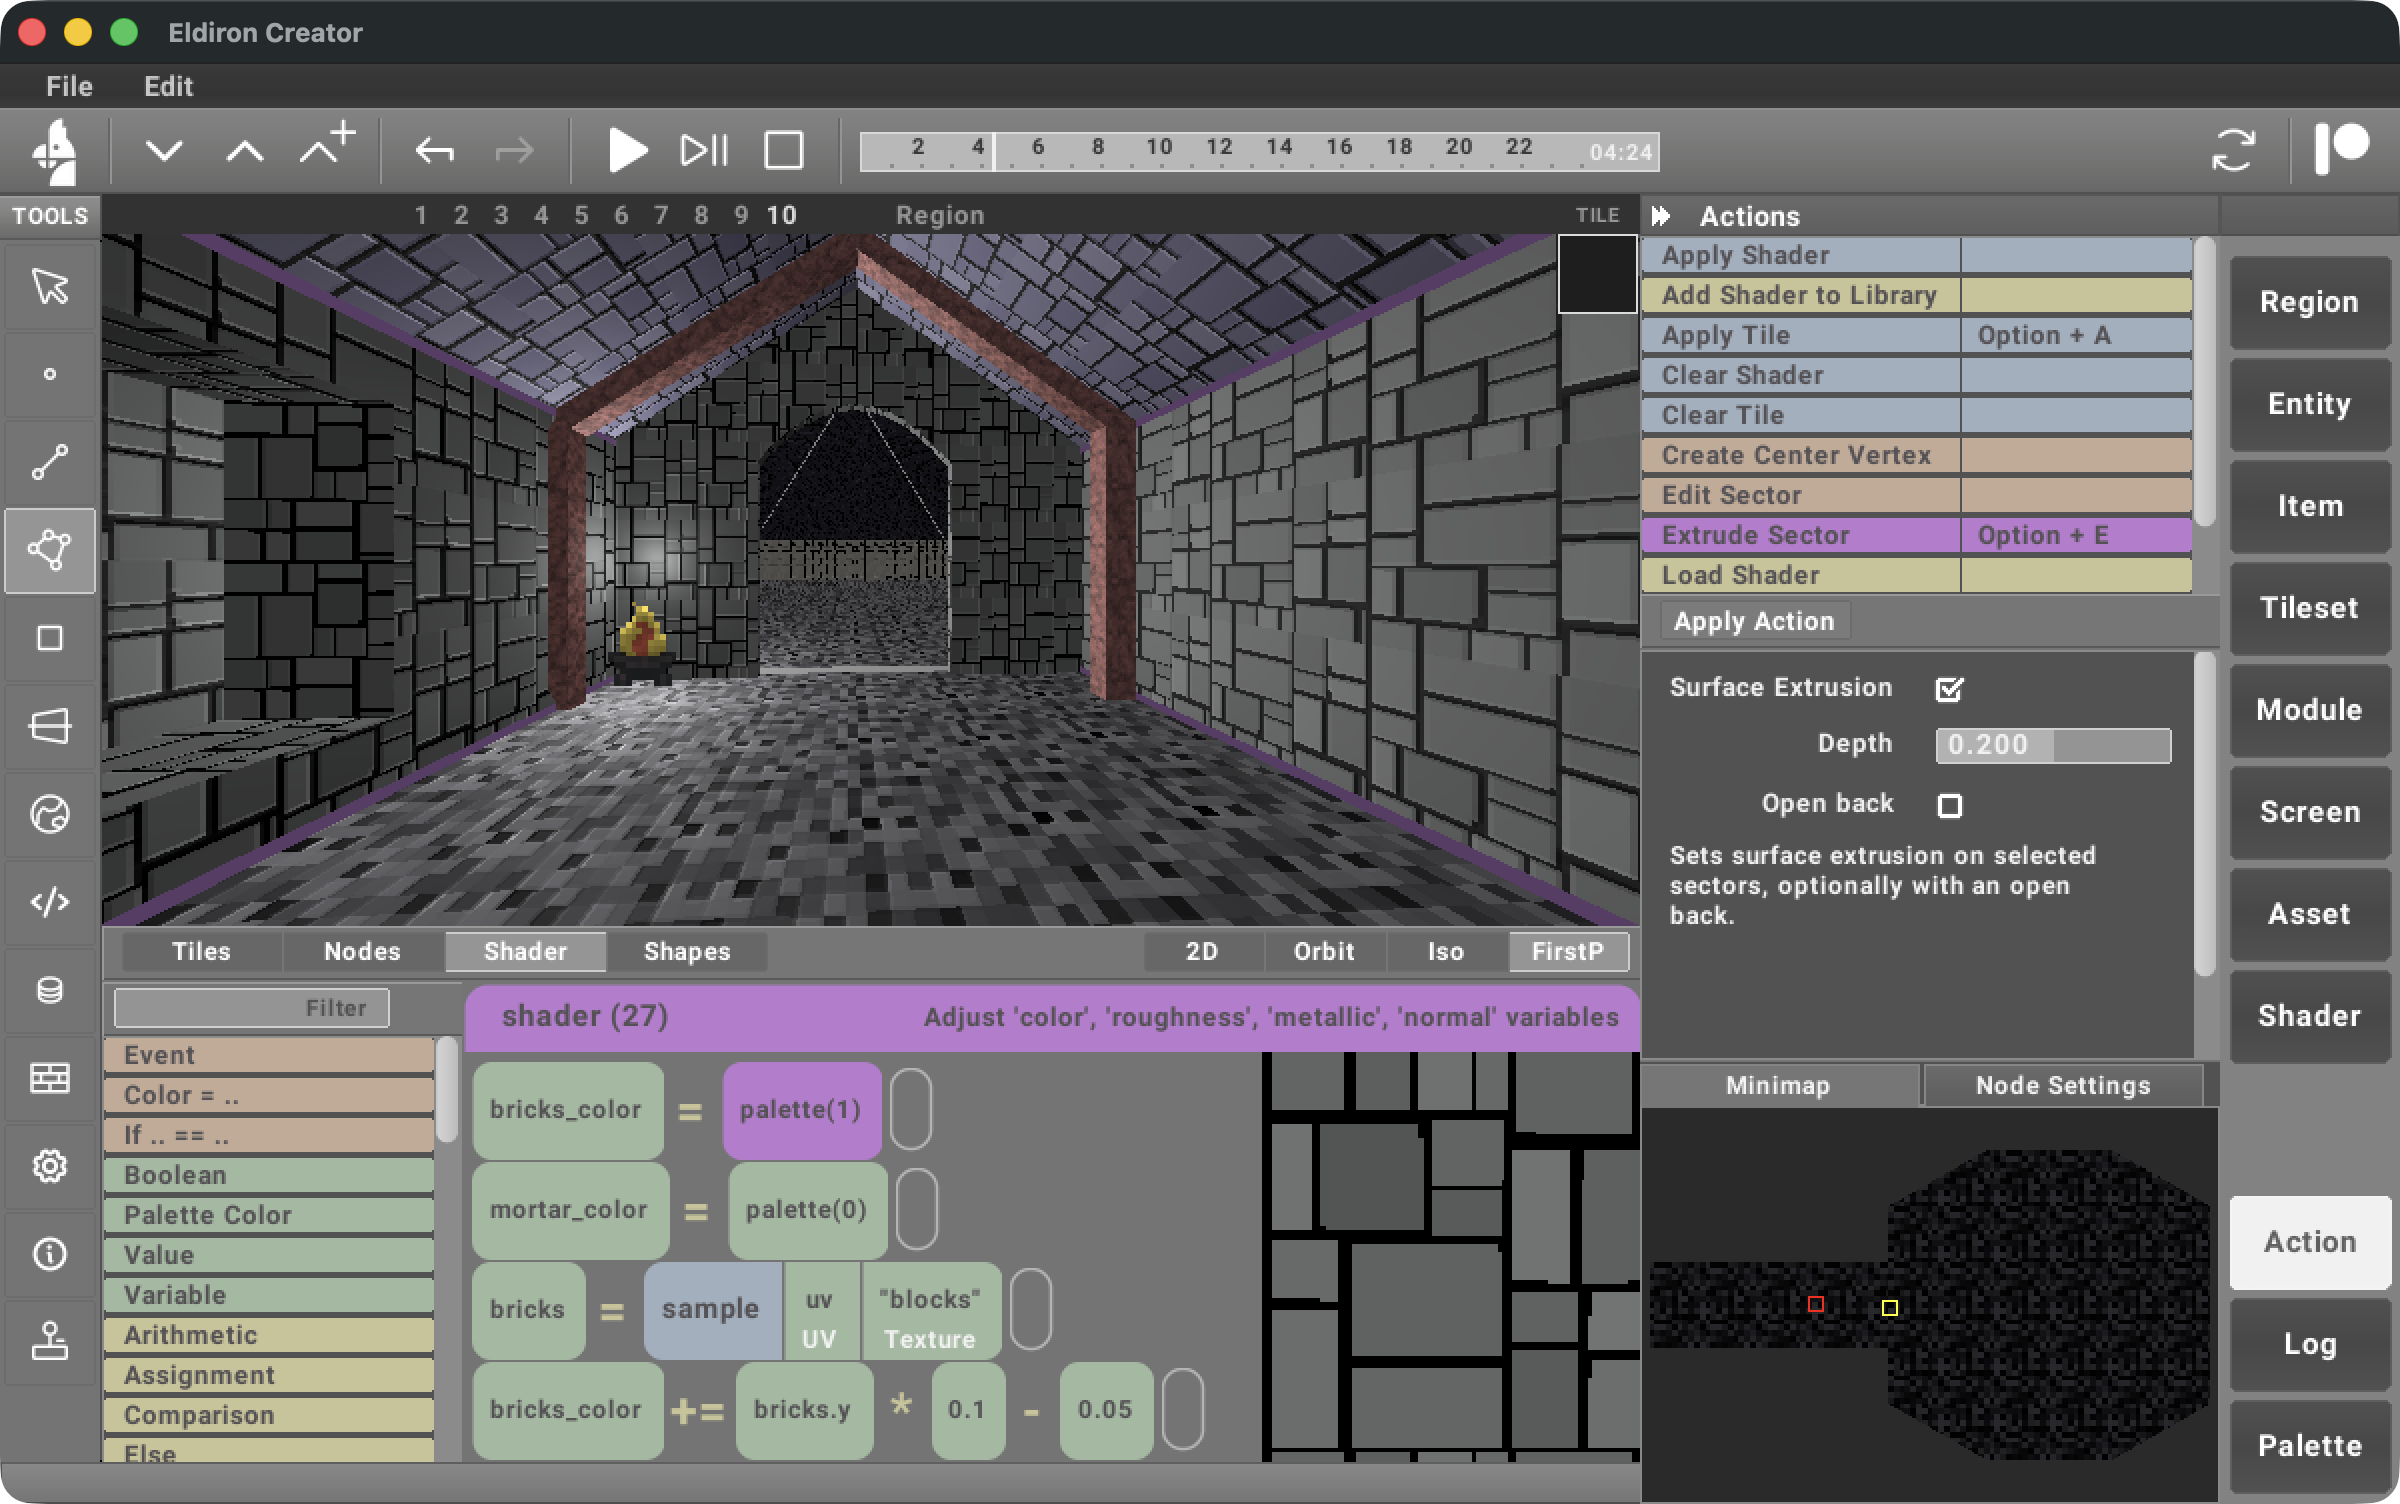 Eldiron Creator
File Edit
2 4 6 8 10 12 14 16 18 20 22 04:24
TOOLS
1 2 3 4 5 6 7 8 9 10 Region TILE
Actions
Apply Shader
Add Shader to Library
Apply Tile Option + A
Clear Shader
Clear Tile
Create Center Vertex
Edit Sector
Extrude Sector Option + E
Load Shader
Apply Action
Surface Extrusion
Depth 0.200
Open back
Sets surface extrusion on selected
sectors, optionally with an open
back.
Region
Entity
Item
Tileset
Module
Screen
Asset
Shader
Tiles Nodes Shader Shapes 2D Orbit Iso FirstP
Filter
Event
Color = ..
If .. == ..
Boolean
Palette Color
Value
Variable
Arithmetic
Assignment
Comparison
Else
shader (27) Adjust 'color', 'roughness', 'metallic', 'normal' variables
bricks_color = palette(1)
mortar_color = palette(0)
bricks = sample uv "blocks"
UV Texture
bricks_color += bricks.y * 0.1 - 0.05
Minimap Node Settings
Action
Log
Palette